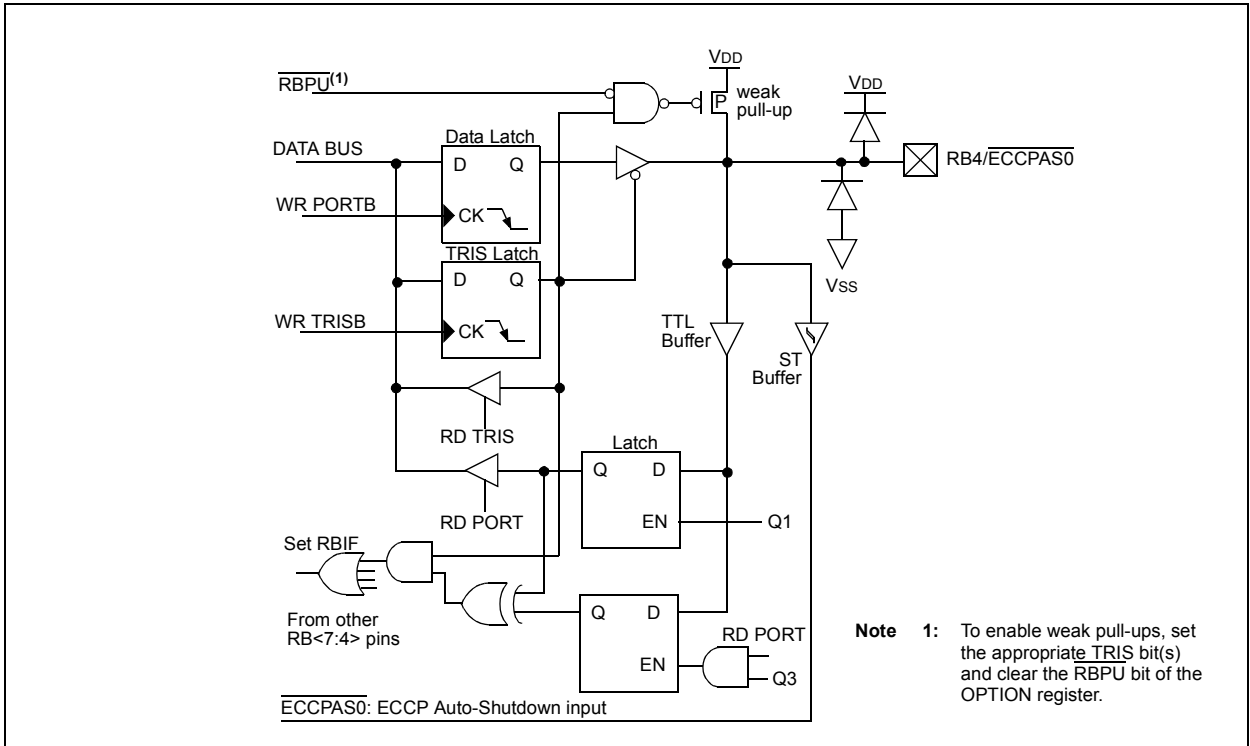 VDD
RBPU(1)
P
weak
pull-up
VDD
DATA BUS
Data Latch
D Q
RB4/ECCPAS0
WR PORTB
CK
TRIS Latch
D Q
VSS
WR TRISB
CK
TTL
Buffer
ST
Buffer
RD TRIS
Latch
Q D
RD PORT
EN
Q1
Set RBIF
Q D
From other
RB<7:4> pins
RD PORT
EN
Q3
ECCPAS0: ECCP Auto-Shutdown input
Note 1: To enable weak pull-ups, set
the appropriate TRIS bit(s)
and clear the RBPU bit of the
OPTION register.